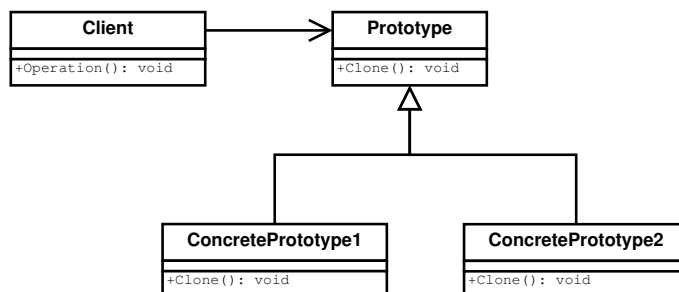 Client
+Operation(): void
Prototype
+Clone(): void
ConcretePrototype1
+Clone(): void
ConcretePrototype2
+Clone(): void